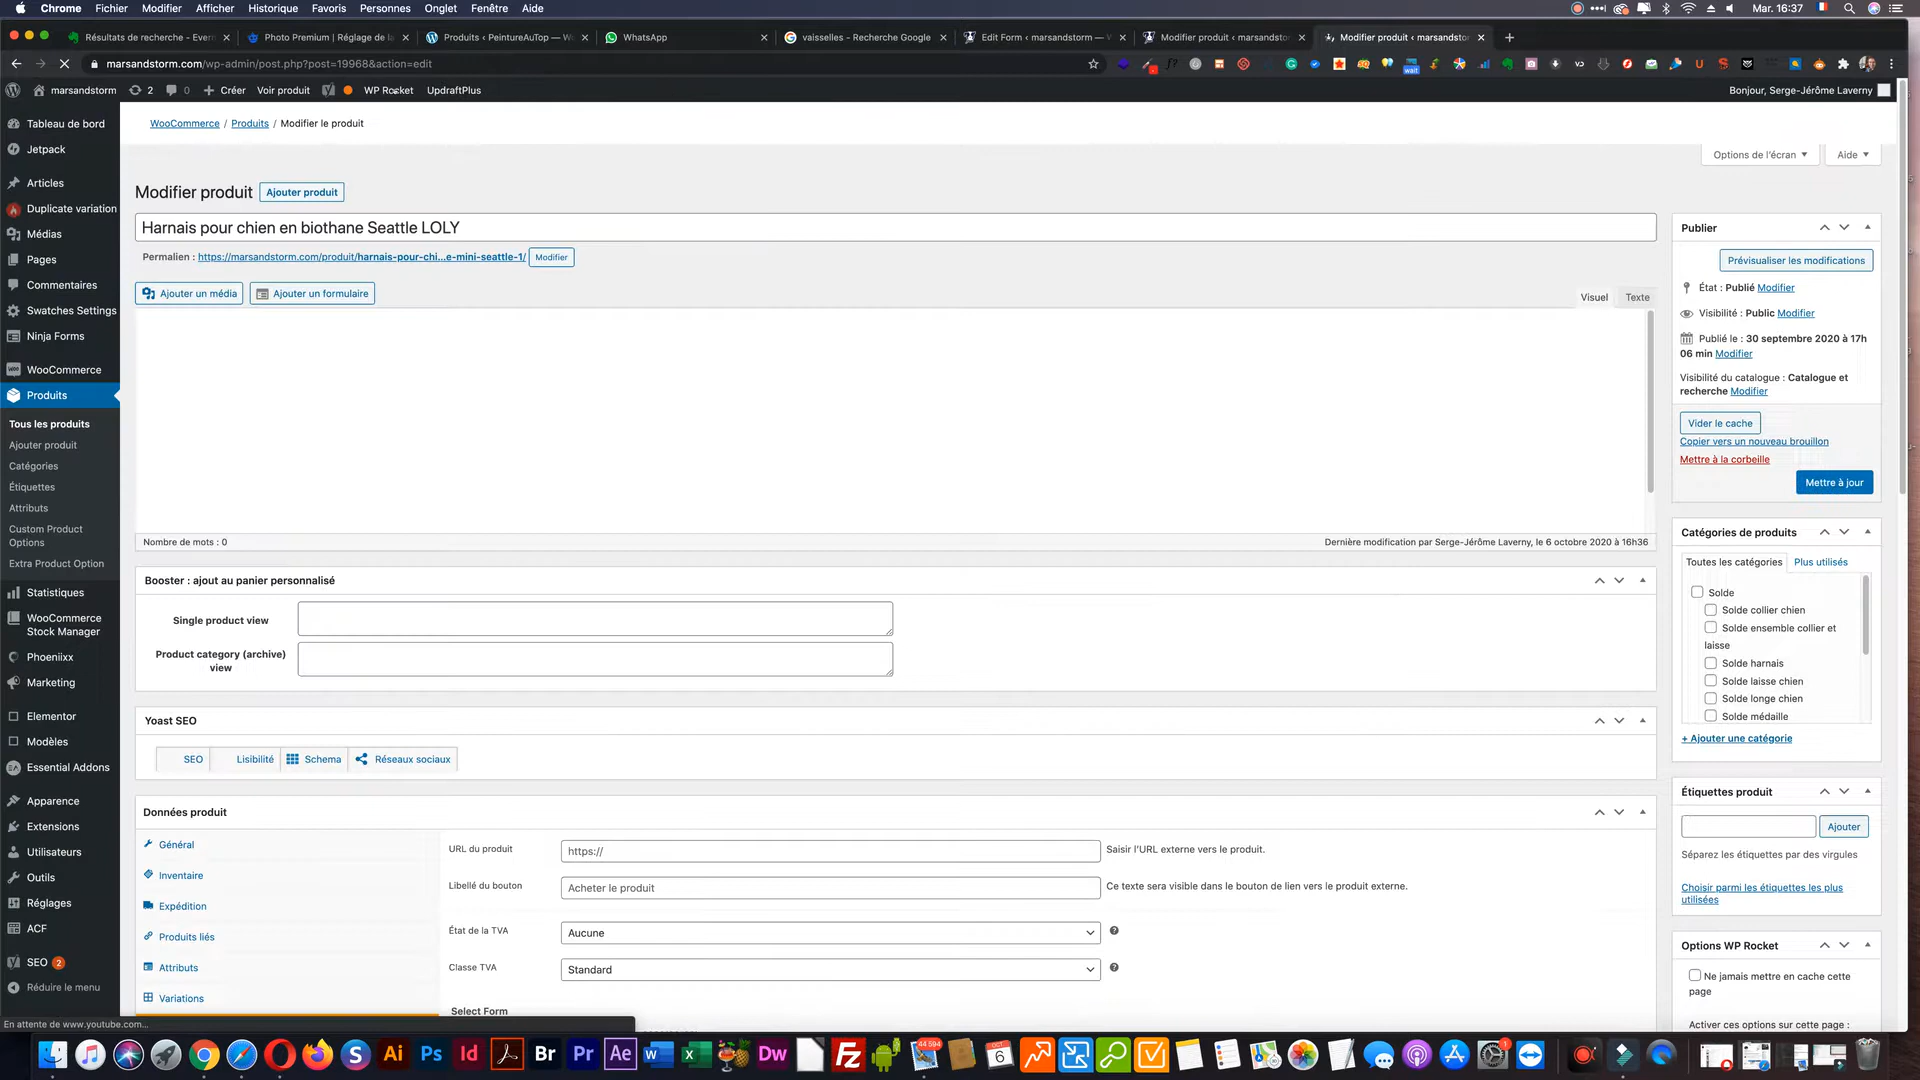 Chrome Fichier Modifier Afficher Historique Favoris Personnes Onglet Fenêtre Aide
Mar. 16:37
Résultats de recherche - Ever
Photo Premium | Réglage de la
Produits ‹ PeintureAuTop — W
WhatsApp
vaisselles - Recherche Google
Edit Form ‹ marsandstorm — W
Modifier produit ‹ marsandsto
Modifier produit ‹ marsandsto
marsandstorm.com/wp-admin/post.php?post=19968&action=edit
marsandstorm 2 0 Créer Voir produit WP Rocket UpdraftPlus
Bonjour, Serge-Jérôme Laverny
Tableau de bord
Jetpack
Articles
Duplicate variation
Médias
Pages
Commentaires
Swatches Settings
Ninja Forms
WooCommerce
Produits
Tous les produits
Ajouter produit
Catégories
Étiquettes
Attributs
Custom Product
Options
Extra Product Option
Statistiques
WooCommerce
Stock Manager
Phoeniixx
Marketing
Elementor
Modèles
Essential Addons
Apparence
Extensions
Utilisateurs
Outils
Réglages
ACF
SEO 2
Réduire le menu
En attente de www.youtube.com...
WooCommerce / Produits / Modifier le produit
Options de l'écran
Aide
Modifier produit
Ajouter produit
Harnais pour chien en biothane Seattle LOLY
Permalien : https://marsandstorm.com/produit/harnais-pour-chi...e-mini-seattle-1/ Modifier
Ajouter un média
Ajouter un formulaire
Visuel
Texte
Nombre de mots : 0
Dernière modification par Serge-Jérôme Laverny, le 6 octobre 2020 à 16h36
Booster : ajout au panier personnalisé
Single product view
Product category (archive)
view
Yoast SEO
SEO
Lisibilité
Schema
Réseaux sociaux
Données produit
Général
Inventaire
Expédition
Produits liés
Attributs
Variations
URL du produit
https://
Saisir l'URL externe vers le produit.
Libellé du bouton
Acheter le produit
Ce texte sera visible dans le bouton de lien vers le produit externe.
État de la TVA
Aucune
Classe TVA
Standard
Select Form
Publier
Prévisualiser les modifications
État : Publié Modifier
Visibilité : Public Modifier
Publié le : 30 septembre 2020 à 17h
06 min Modifier
Visibilité du catalogue : Catalogue et
recherche Modifier
Vider le cache
Copier vers un nouveau brouillon
Mettre à la corbeille
Mettre à jour
Catégories de produits
Toutes les catégories
Plus utilisés
Solde
Solde collier chien
Solde ensemble collier et
laisse
Solde harnais
Solde laisse chien
Solde longe chien
Solde médaille
+ Ajouter une catégorie
Étiquettes produit
Ajouter
Séparez les étiquettes par des virgules
Choisir parmi les étiquettes les plus
utilisées
Options WP Rocket
Ne jamais mettre en cache cette
page
Activer ces options sur cette page :